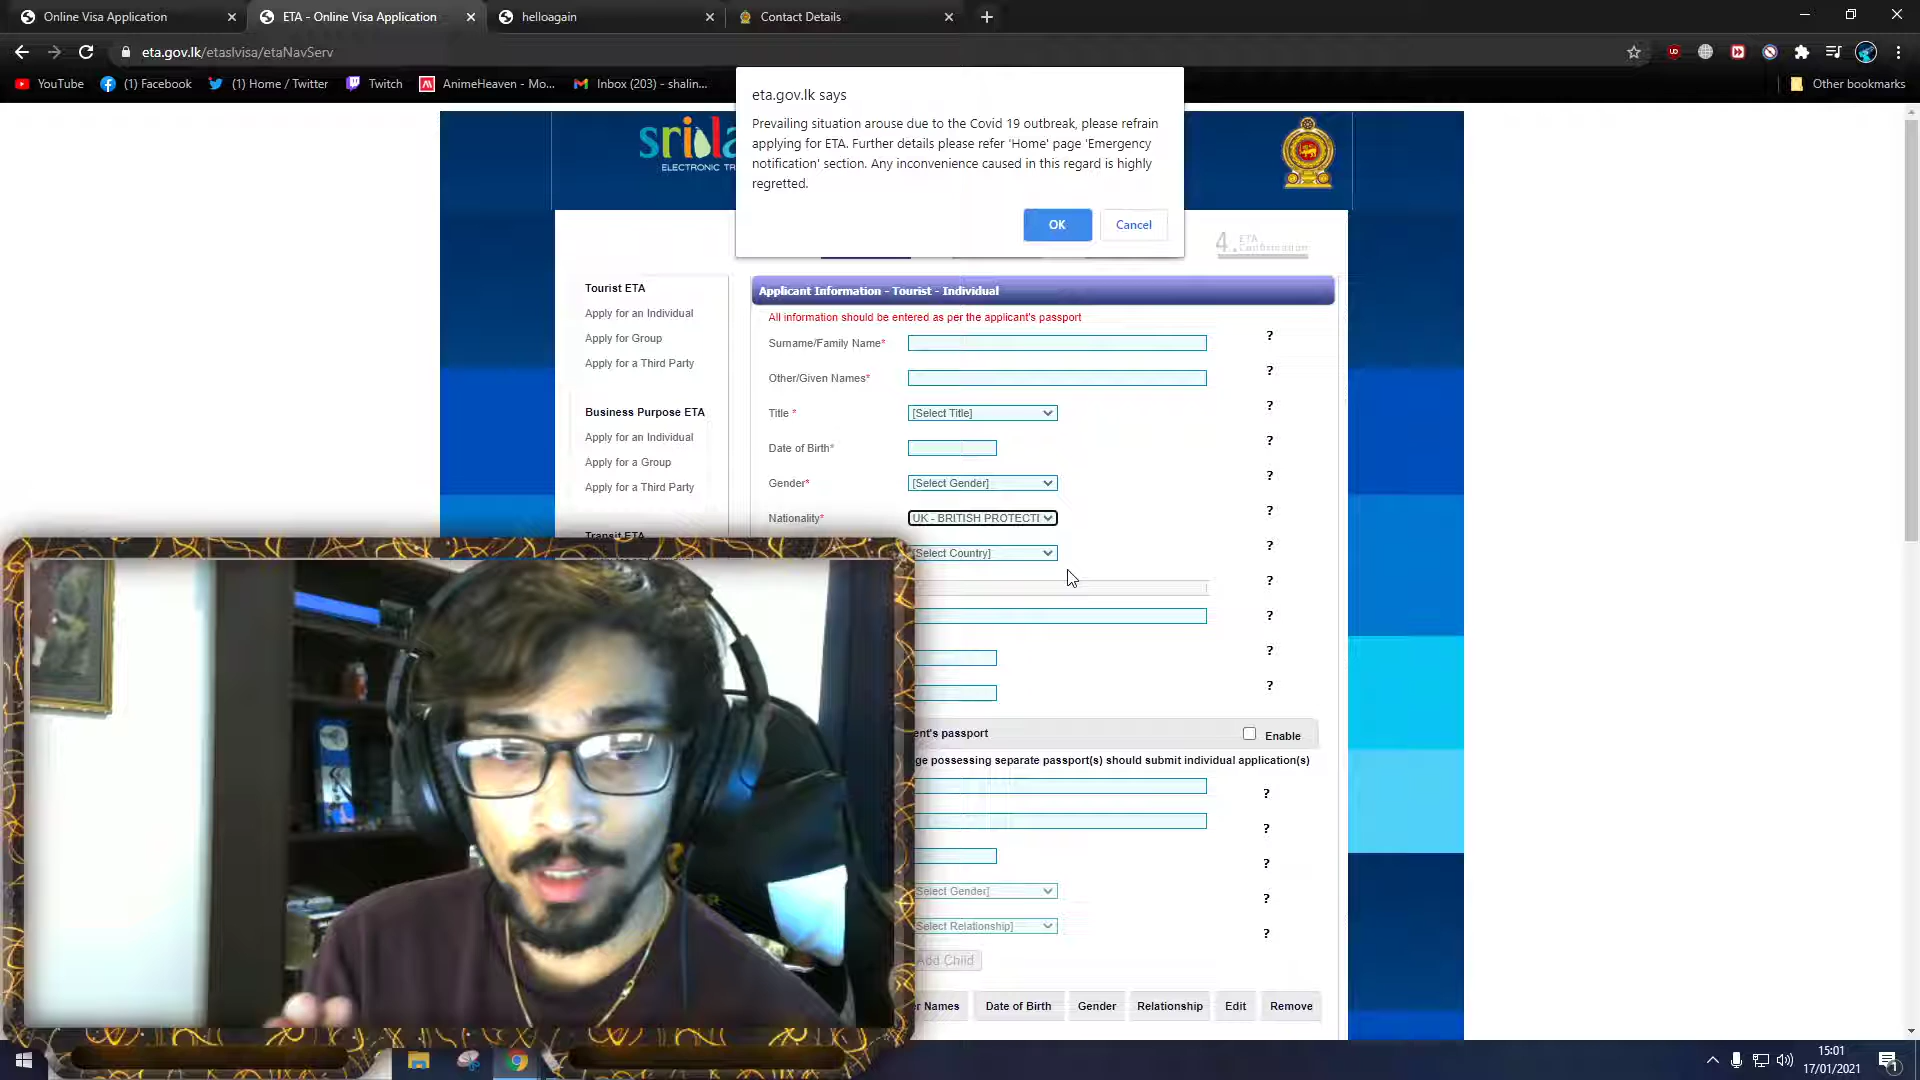 Online Visa Application
ETA - Online Visa Application
helloagain
Contact Details
eta.gov.lk/etaslvisa/etaNavServ
YouTube
(1) Facebook
(1) Home / Twitter
Twitch
AnimeHeaven - Mo...
Inbox (203) - shalin...
Other bookmarks
eta.gov.lk says
Prevailing situation arouse due to the Covid 19 outbreak, please refrain
applying for ETA. Further details please refer 'Home' page 'Emergency
notification' section. Any inconvenience caused in this regard is highly
regretted.
OK
Cancel
sril
ELECTRONIC TR
4. ETA
Confirmation
Tourist ETA
Apply for an Individual
Apply for Group
Apply for a Third Party
Business Purpose ETA
Apply for an Individual
Apply for a Group
Apply for a Third Party
Transit ETA
Applicant Information - Tourist - Individual
All information should be entered as per the applicant's passport
Surname/Family Name*
?
Other/Given Names*
?
Title *
[Select Title]
?
Date of Birth*
?
Gender*
[Select Gender]
?
Nationality*
UK - BRITISH PROTECT
?
[Select Country]
?
?
?
?
?
ent's passport
Enable
ge possessing separate passport(s) should submit individual application(s)
?
?
?
[Select Gender]
?
[Select Relationship]
?
Add Child
er Names
Date of Birth
Gender
Relationship
Edit
Remove
15:01
17/01/2021
1